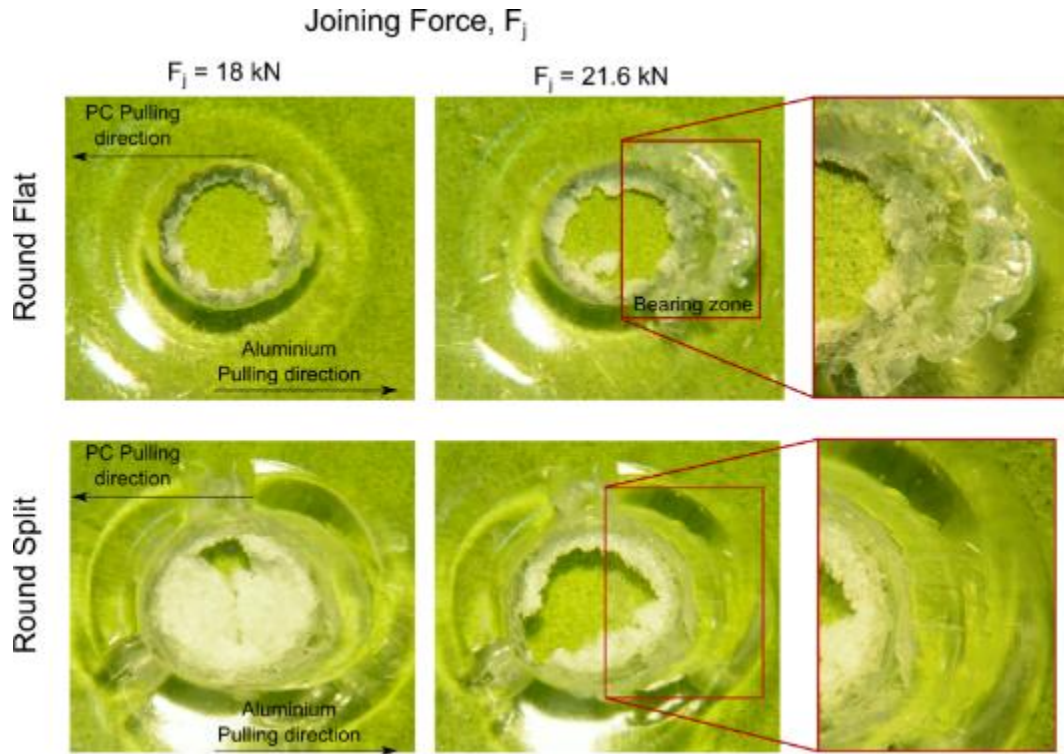 Joining Force, Fj
Fj = 18 kN
Fj = 21.6 kN
Round Flat
PC Pulling
direction
Aluminium
Pulling direction
Bearing zone
Round Split
PC Pulling
direction
Aluminium
Pulling direction